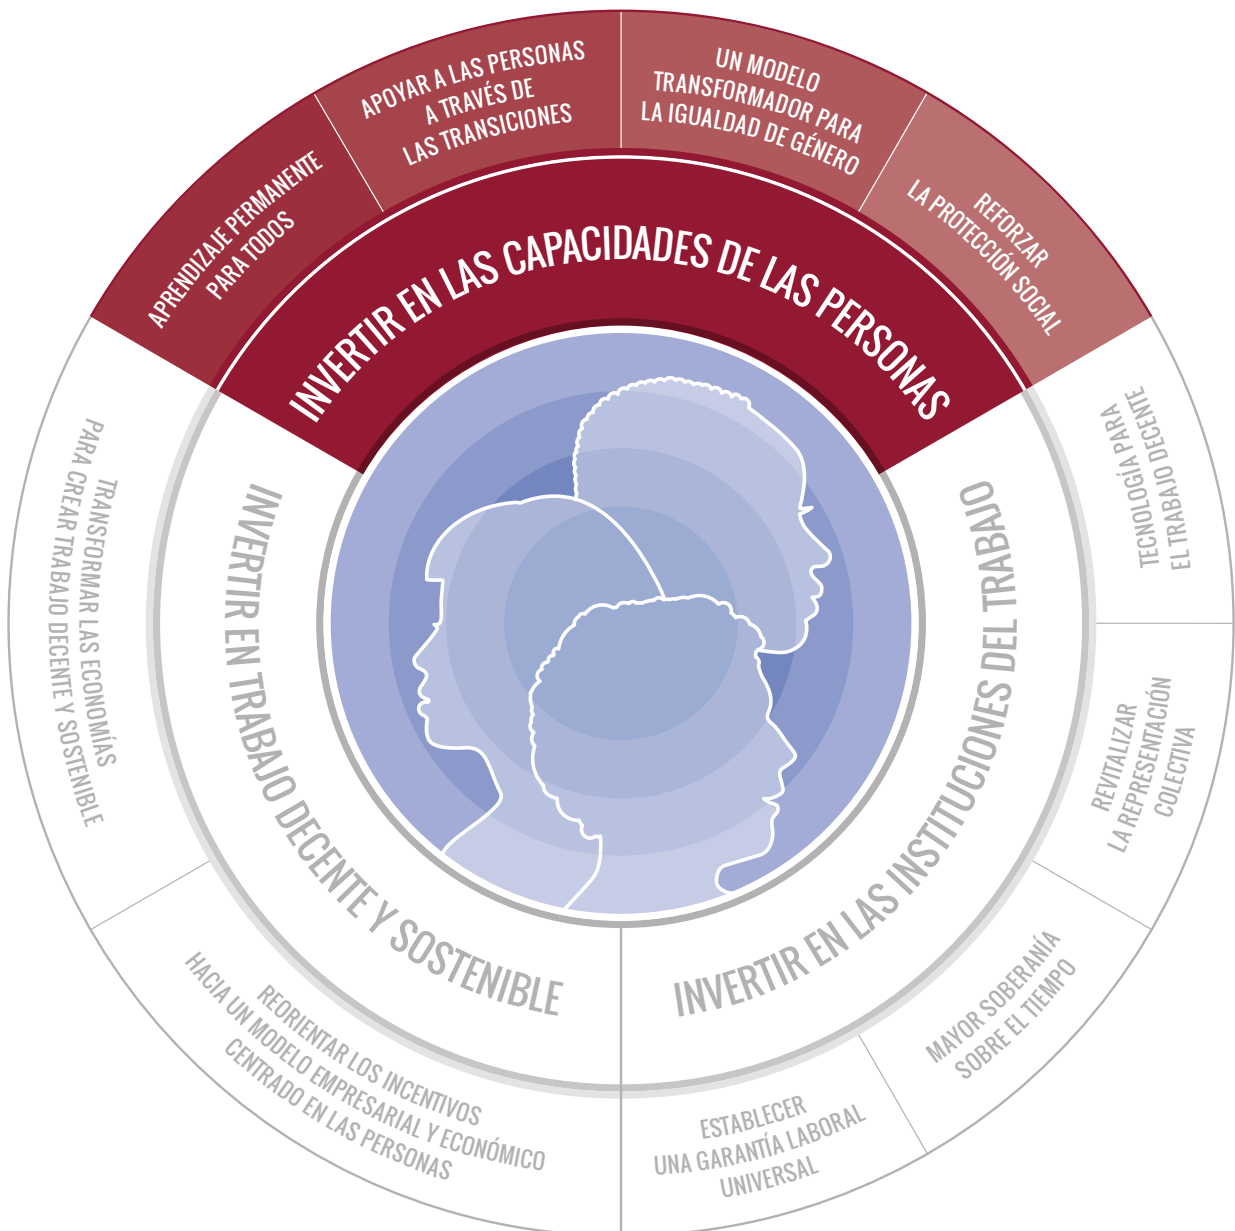 INVERTIR EN LAS CAPACIDADES DE LAS PERSONAS
APRENDIZAJE PERMANENTE
PARA TODOS
APOYAR A LAS PERSONAS
A TRAVÉS DE
LAS TRANSICIONES
UN MODELO
TRANSFORMADOR PARA
LA IGUALDAD DE GÉNERO
REFORZAR
LA PROTECCIÓN SOCIAL
INVERTIR EN LAS INSTITUCIONES DEL TRABAJO
TECNOLOGÍA PARA
EL TRABAJO DECENTE
REVITALIZAR
LA REPRESENTACIÓN
COLECTIVA
MAYOR SOBERANÍA
SOBRE EL TIEMPO
ESTABLECER
UNA GARANTÍA LABORAL
UNIVERSAL
INVERTIR EN TRABAJO DECENTE Y SOSTENIBLE
REORIENTAR LOS INCENTIVOS
HACIA UN MODELO EMPRESARIAL Y ECONÓMICO
CENTRADO EN LAS PERSONAS
TRANSFORMAR LAS ECONOMÍAS
PARA CREAR TRABAJO DECENTE Y SOSTENIBLE